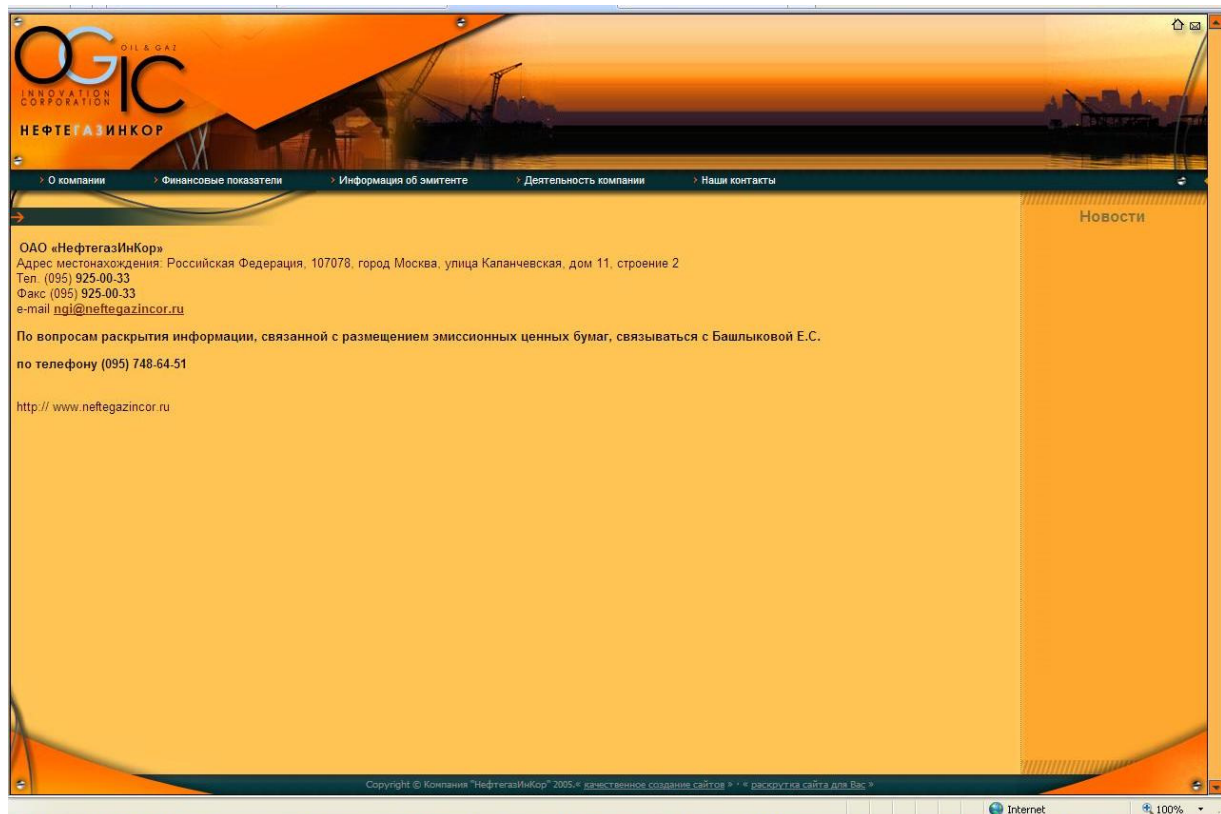 OIL & GAZ
OGIC
INNOVATION
CORPORATION
НЕФТЕГАЗИНКОР
О компании
Финансовые показатели
Информация об эмитенте
Деятельность компании
Наши контакты
Новости
ОАО «НефтегазИнКор»
Адрес местонахождения: Российская Федерация, 107078, город Москва, улица Каланчевская, дом 11, строение 2
Тел. (095) 925-00-33
Факс (095) 925-00-33
e-mail ngi@neftegazincor.ru
По вопросам раскрытия информации, связанной с размещением эмиссионных ценных бумаг, связываться с Башлыковой Е.С.
по телефону (095) 748-64-51
http:// www.neftegazincor.ru
Copyright © Компания "НефтегазИнКор" 2005.« качественное создание сайтов » · « раскрутка сайта для Вас »
Internet
100%